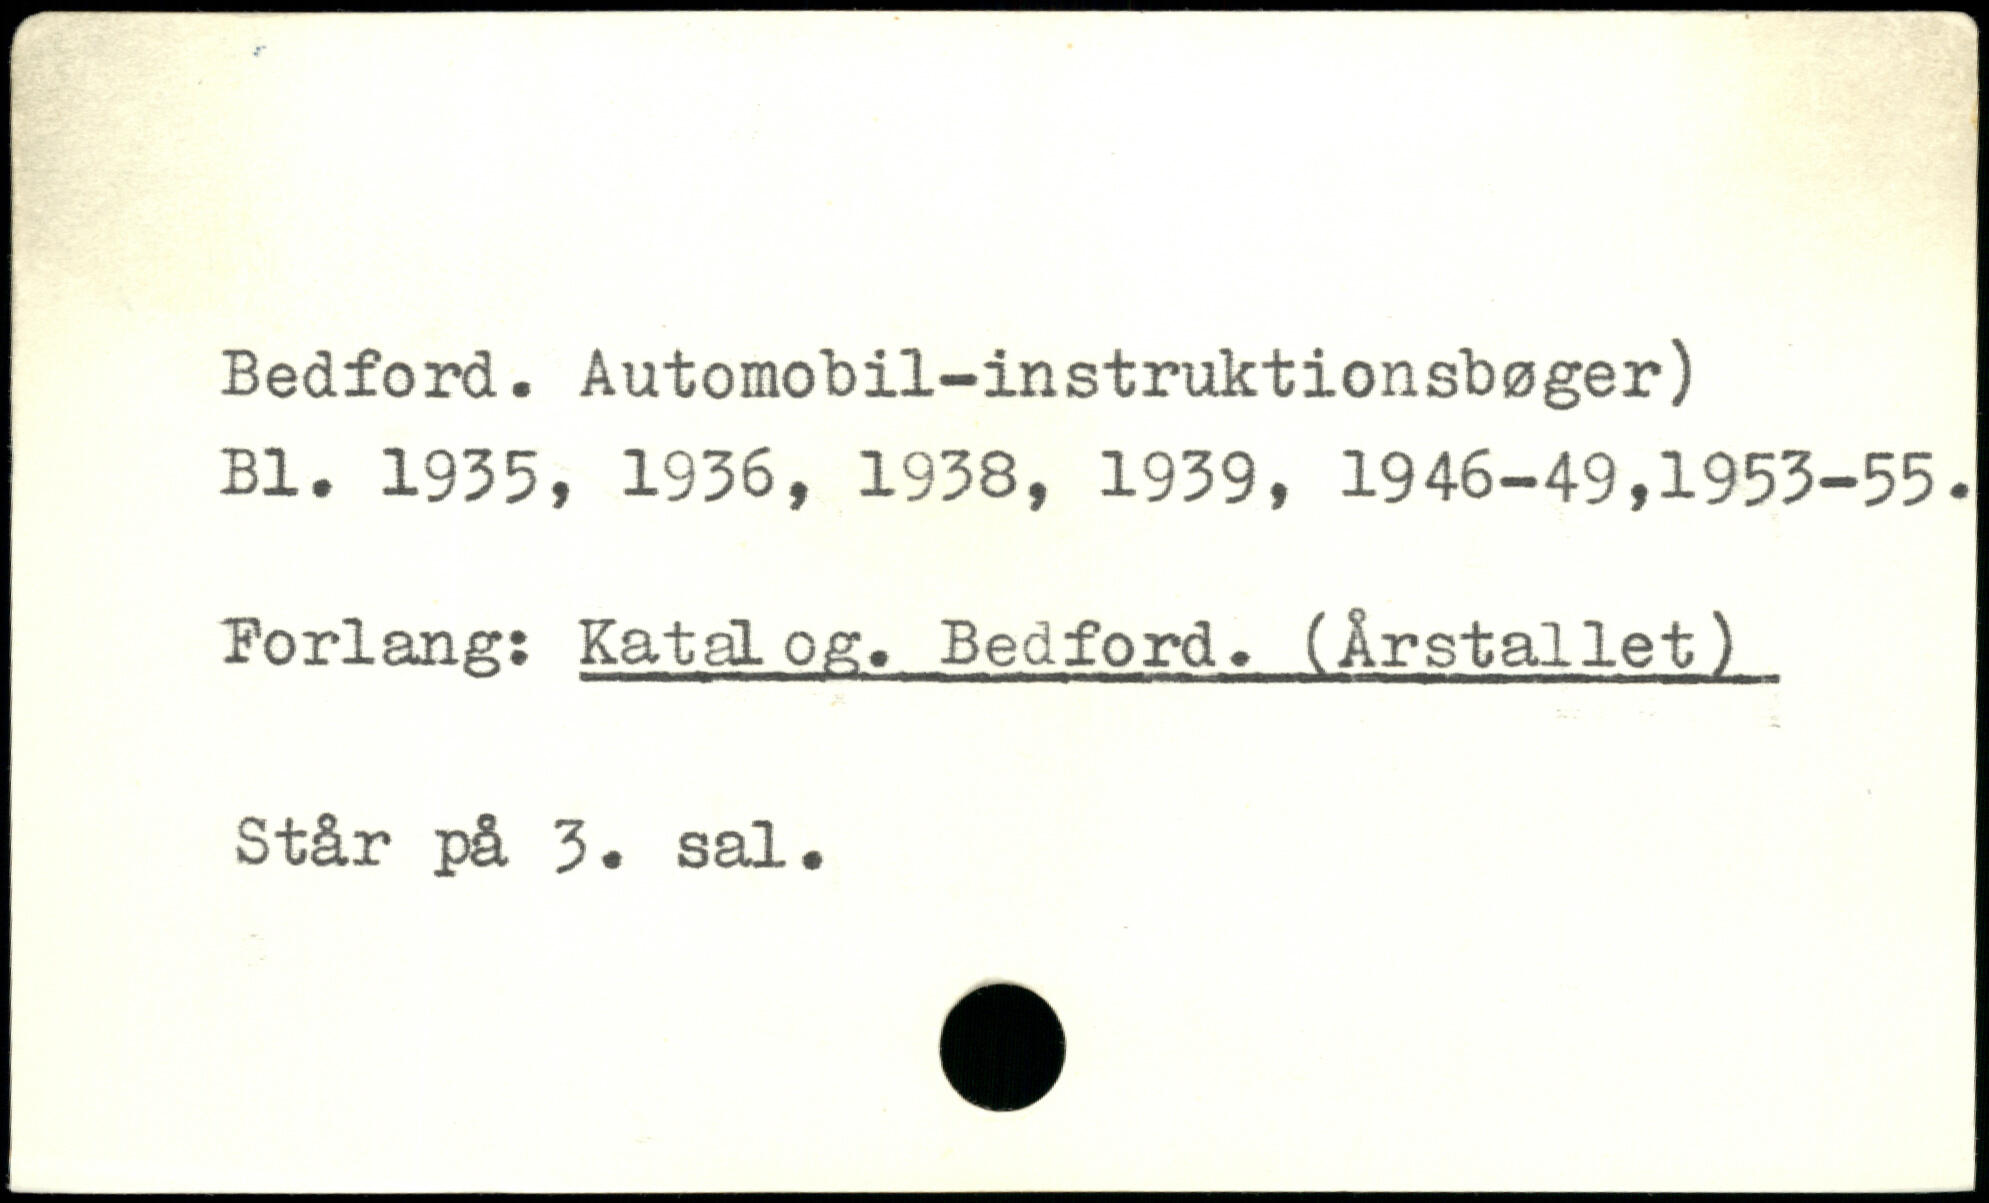 Bedford. Automobil-instruktionsbøger)
Bl. 1935, 1936, 1938, 1939, 1946-49,1953-55.
Forlang: Katalog. Bedford. (Årstallet)
Står på 3. sal.